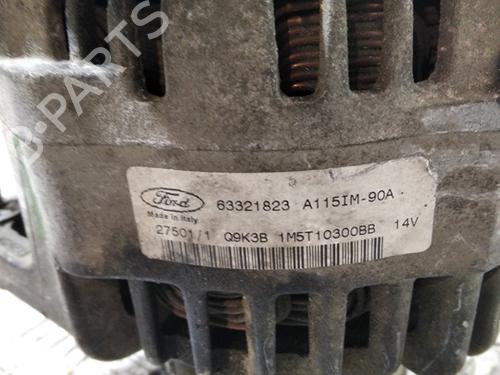 B-PARTS
Ford 63321823 A115IM-90A
Made in Italy
27501/1 Q9K3B 1M5T10300BB 14V